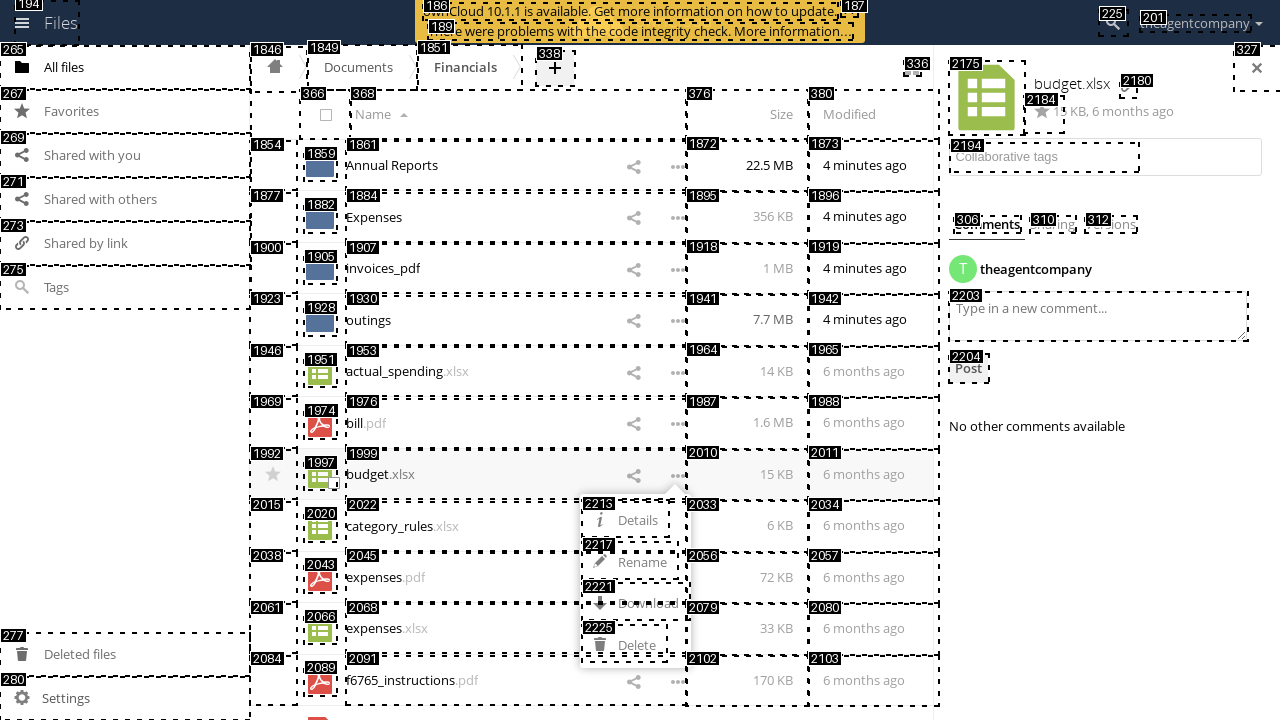 194
Files
186
ownCloud 10.1.1 is available. Get more information on how to update.
187
189
There were problems with the code integrity check. More information...
225
201
theagentcompany
265
All files
267
Favorites
269
Shared with you
271
Shared with others
273
Shared by link
275
Tags
277
Deleted files
280
Settings
1846
1849
Documents
1851
Financials
338
+
336
366
368
Name
376
Size
380
Modified
1854
1859
1861
Annual Reports
1872
22.5 MB
1873
4 minutes ago
1877
1882
1884
Expenses
1895
356 KB
1896
4 minutes ago
1900
1905
1907
invoices_pdf
1918
1 MB
1919
4 minutes ago
1923
1928
1930
outings
1941
7.7 MB
1942
4 minutes ago
1946
1951
1953
actual_spending.xlsx
1964
14 KB
1965
6 months ago
1969
1974
1976
bill.pdf
1987
1.6 MB
1988
6 months ago
1992
1997
1999
budget.xlsx
2010
15 KB
2011
6 months ago
2015
2020
2022
category_rules.xlsx
2033
6 KB
2034
6 months ago
2038
2043
2045
expenses.pdf
2056
72 KB
2057
6 months ago
2061
2066
2068
expenses.xlsx
2079
33 KB
2080
6 months ago
2084
2089
2091
f6765_instructions.pdf
2102
170 KB
2103
6 months ago
2213
Details
2217
Rename
2221
Download
2225
Delete
327
2175
budget.xlsx
2180
2184
15 KB, 6 months ago
2194
Collaborative tags
306
Comments
310
Sharing
312
Versions
T
theagentcompany
2203
Type in a new comment...
2204
Post
No other comments available